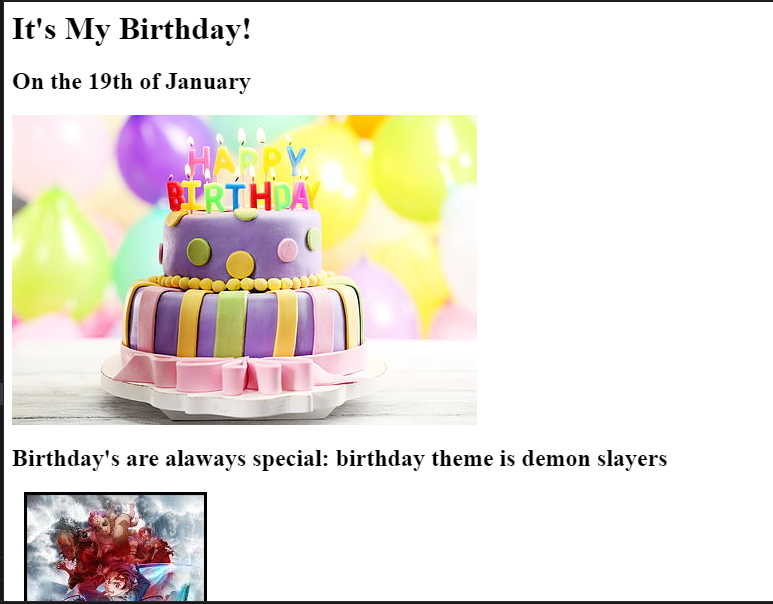 It's My Birthday!
On the 19th of January
HAPPY
BIRTHDAY
Birthday's are alaways special: birthday theme is demon slayers